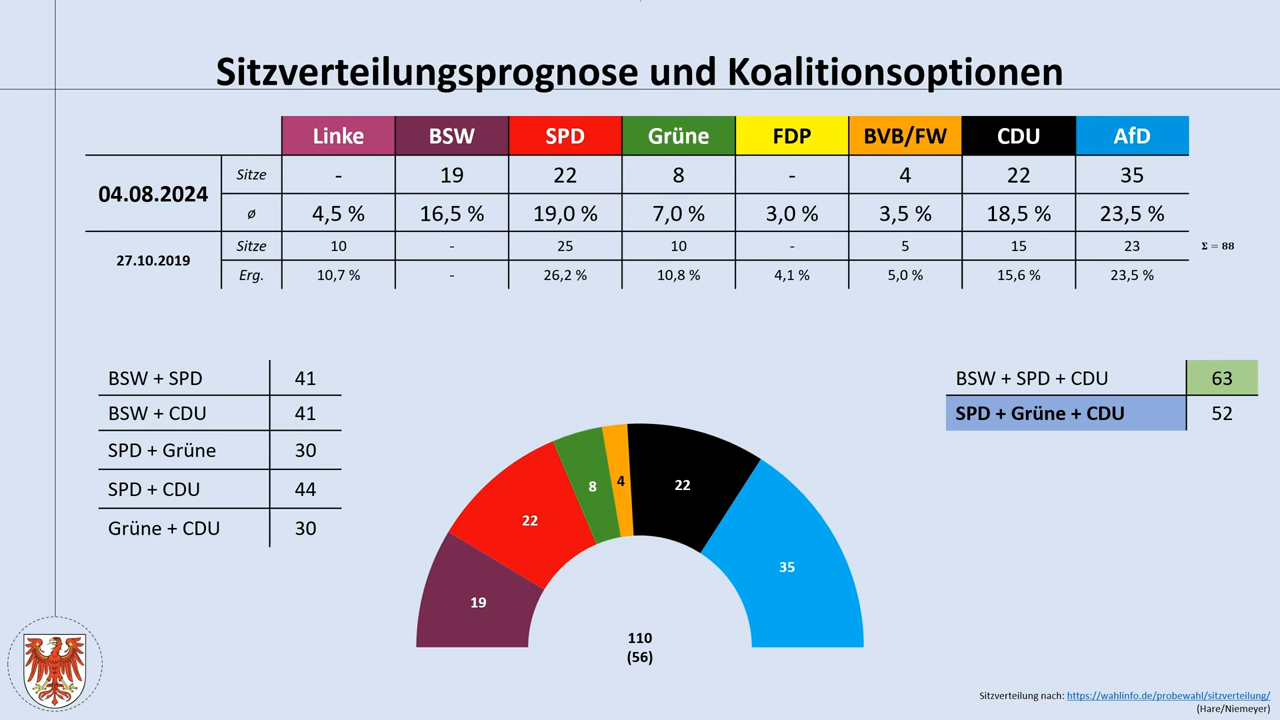 Sitzverteilungsprognose und Koalitionsoptionen
Linke BSW SPD Grüne FDP BVB/FW CDU AfD
04.08.2024
Sitze - 19 22 8 - 4 22 35
ø 4,5 % 16,5 % 19,0 % 7,0 % 3,0 % 3,5 % 18,5 % 23,5 %
27.10.2019
Sitze 10 - 25 10 - 5 15 23 Σ = 88
Erg. 10,7 % - 26,2 % 10,8 % 4,1 % 5,0 % 15,6 % 23,5 %
BSW + SPD 41
BSW + CDU 41
SPD + Grüne 30
SPD + CDU 44
Grüne + CDU 30
BSW + SPD + CDU 63
SPD + Grüne + CDU 52
19
22
8
4
22
35
110
(56)
Sitzverteilung nach: https://wahlinfo.de/probewahl/sitzverteilung/
(Hare/Niemeyer)